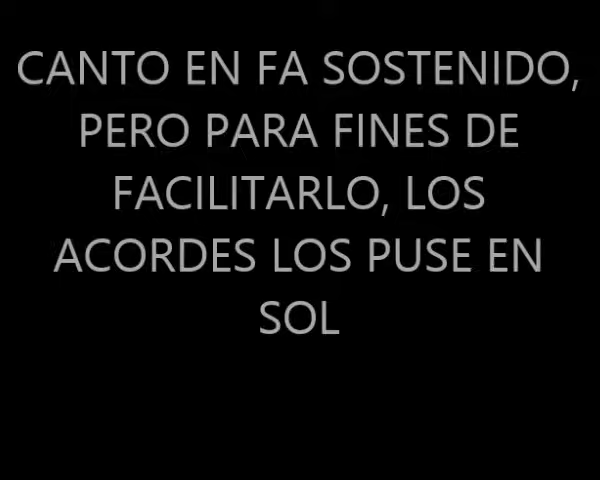 CANTO EN FA SOSTENIDO,
PERO PARA FINES DE
FACILITARLO, LOS
ACORDES LOS PUSE EN
SOL